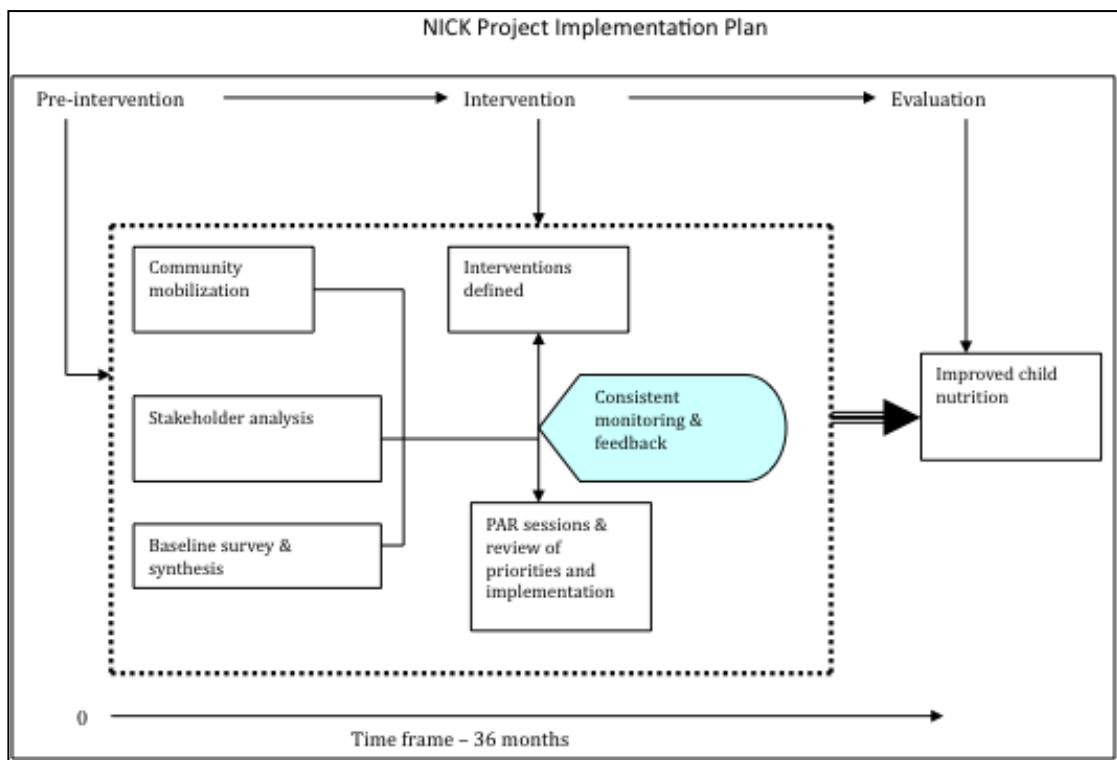 NICK Project Implementation Plan
Pre-intervention
Intervention
Evaluation
Community
mobilization
Interventions
defined
Stakeholder analysis
Consistent
monitoring &
feedback
Improved child
nutrition
Baseline survey &
synthesis
PAR sessions &
review of
priorities and
implementation
0
Time frame – 36 months